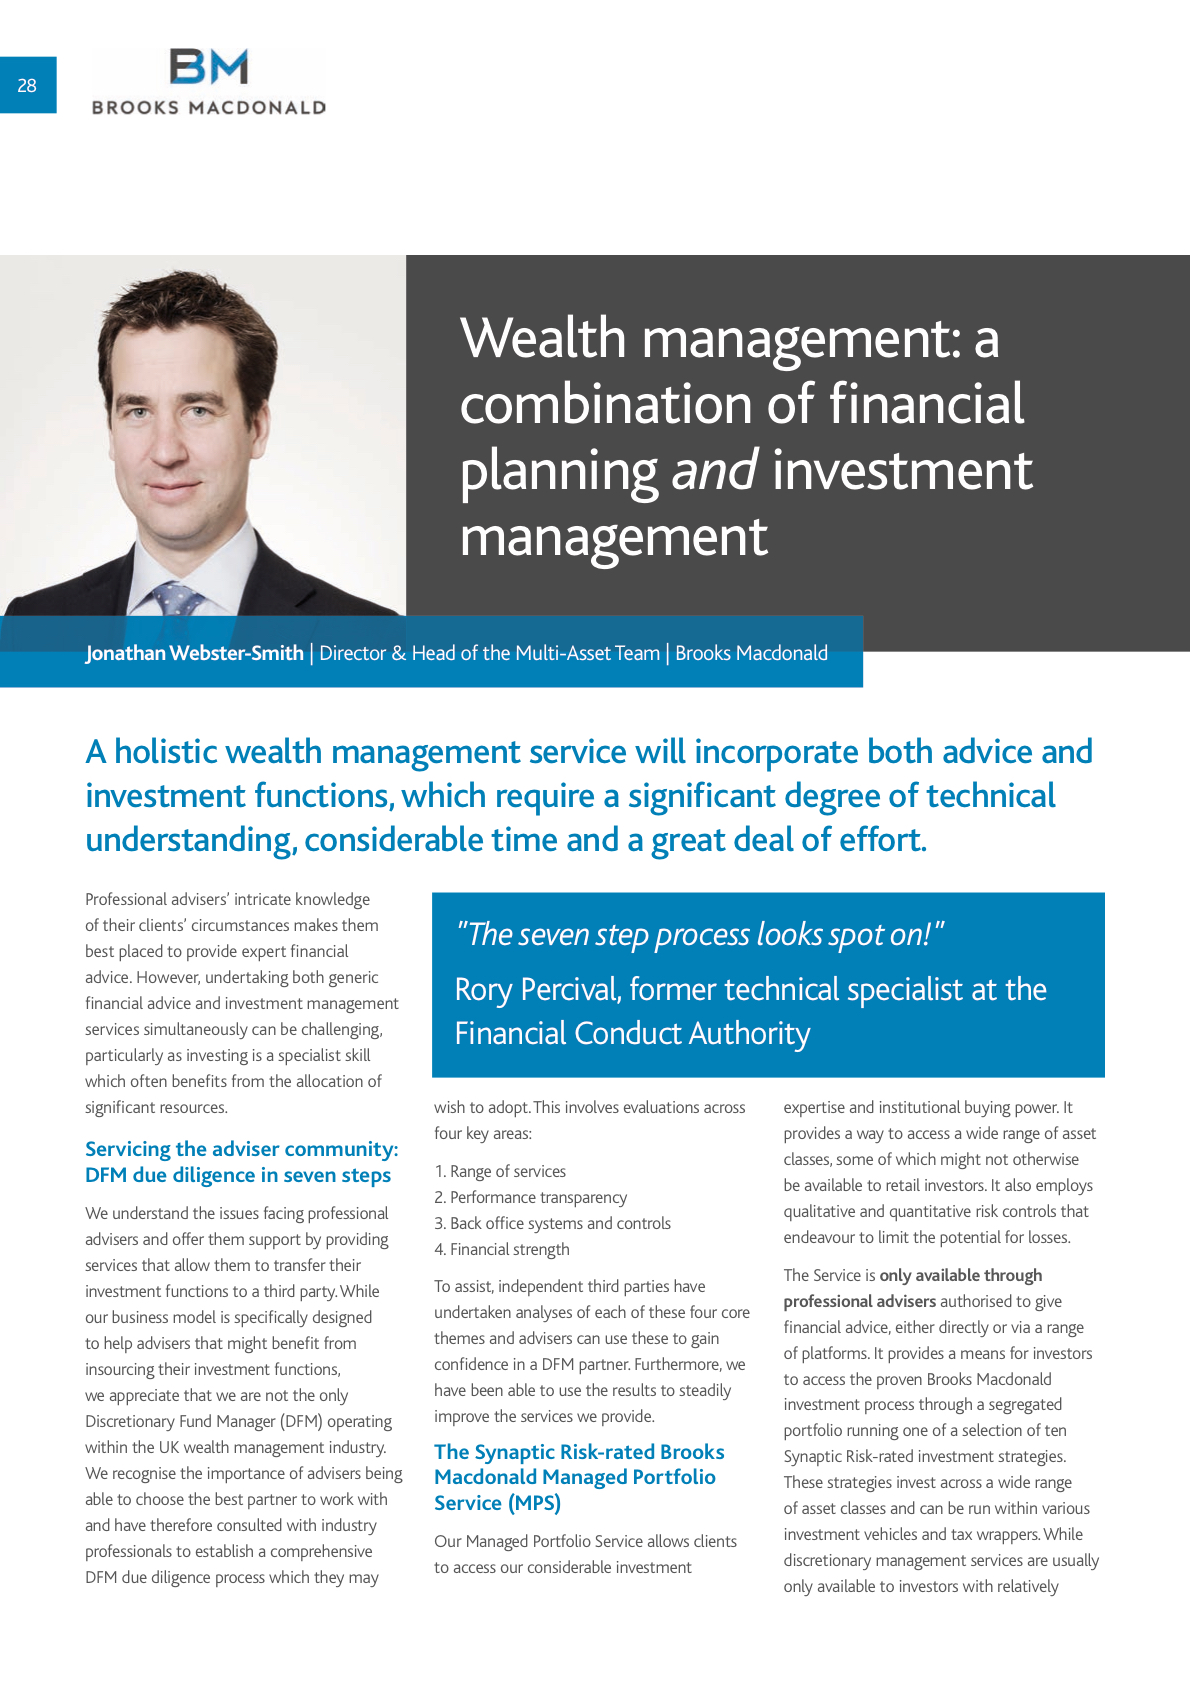 28
BM
BROOKS MACDONALD
Wealth management: a
combination of financial
planning and investment
management
Jonathan Webster-Smith | Director & Head of the Multi-Asset Team | Brooks Macdonald
A holistic wealth management service will incorporate both advice and
investment functions, which require a significant degree of technical
understanding, considerable time and a great deal of effort.
Professional advisers' intricate knowledge
of their clients' circumstances makes them
best placed to provide expert financial
advice. However, undertaking both generic
financial advice and investment management
services simultaneously can be challenging,
particularly as investing is a specialist skill
which often benefits from the allocation of
significant resources.
Servicing the adviser community:
DFM due diligence in seven steps
We understand the issues facing professional
advisers and offer them support by providing
services that allow them to transfer their
investment functions to a third party. While
our business model is specifically designed
to help advisers that might benefit from
insourcing their investment functions,
we appreciate that we are not the only
Discretionary Fund Manager (DFM) operating
within the UK wealth management industry.
We recognise the importance of advisers being
able to choose the best partner to work with
and have therefore consulted with industry
professionals to establish a comprehensive
DFM due diligence process which they may
"The seven step process looks spot on!"
Rory Percival, former technical specialist at the
Financial Conduct Authority
wish to adopt. This involves evaluations across
four key areas:
1. Range of services
2. Performance transparency
3. Back office systems and controls
4. Financial strength
To assist, independent third parties have
undertaken analyses of each of these four core
themes and advisers can use these to gain
confidence in a DFM partner. Furthermore, we
have been able to use the results to steadily
improve the services we provide.
The Synaptic Risk-rated Brooks
Macdonald Managed Portfolio
Service (MPS)
Our Managed Portfolio Service allows clients
to access our considerable investment
expertise and institutional buying power. It
provides a way to access a wide range of asset
classes, some of which might not otherwise
be available to retail investors. It also employs
qualitative and quantitative risk controls that
endeavour to limit the potential for losses.
The Service is only available through
professional advisers authorised to give
financial advice, either directly or via a range
of platforms. It provides a means for investors
to access the proven Brooks Macdonald
investment process through a segregated
portfolio running one of a selection of ten
Synaptic Risk-rated investment strategies.
These strategies invest across a wide range
of asset classes and can be run within various
investment vehicles and tax wrappers. While
discretionary management services are usually
only available to investors with relatively